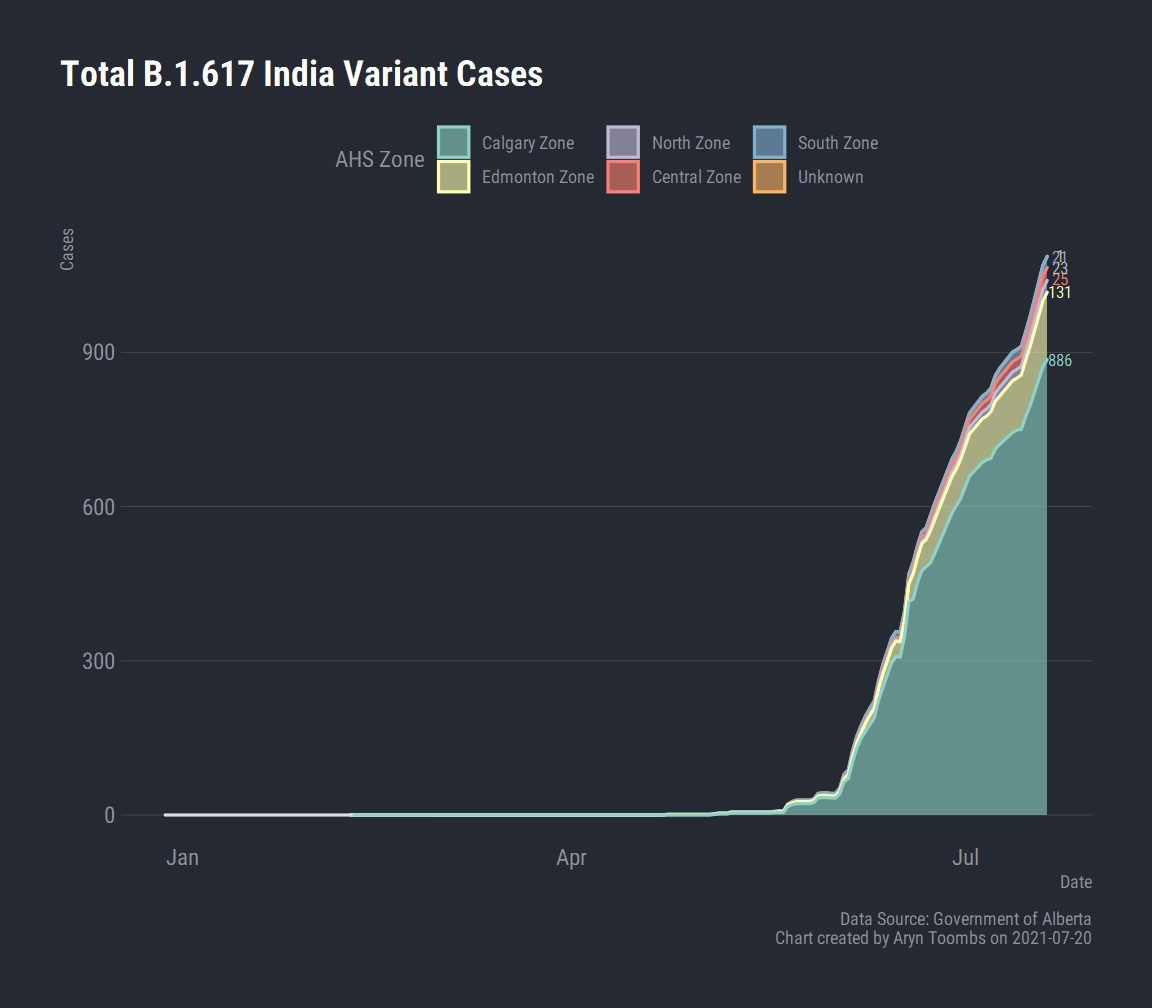 Total B.1.617 India Variant Cases
AHS Zone
Calgary Zone North Zone South Zone
Edmonton Zone Central Zone Unknown
Cases
21
23
25
131
886
900
600
300
0
Jan Apr Jul
Date
Data Source: Government of Alberta
Chart created by Aryn Toombs on 2021-07-20